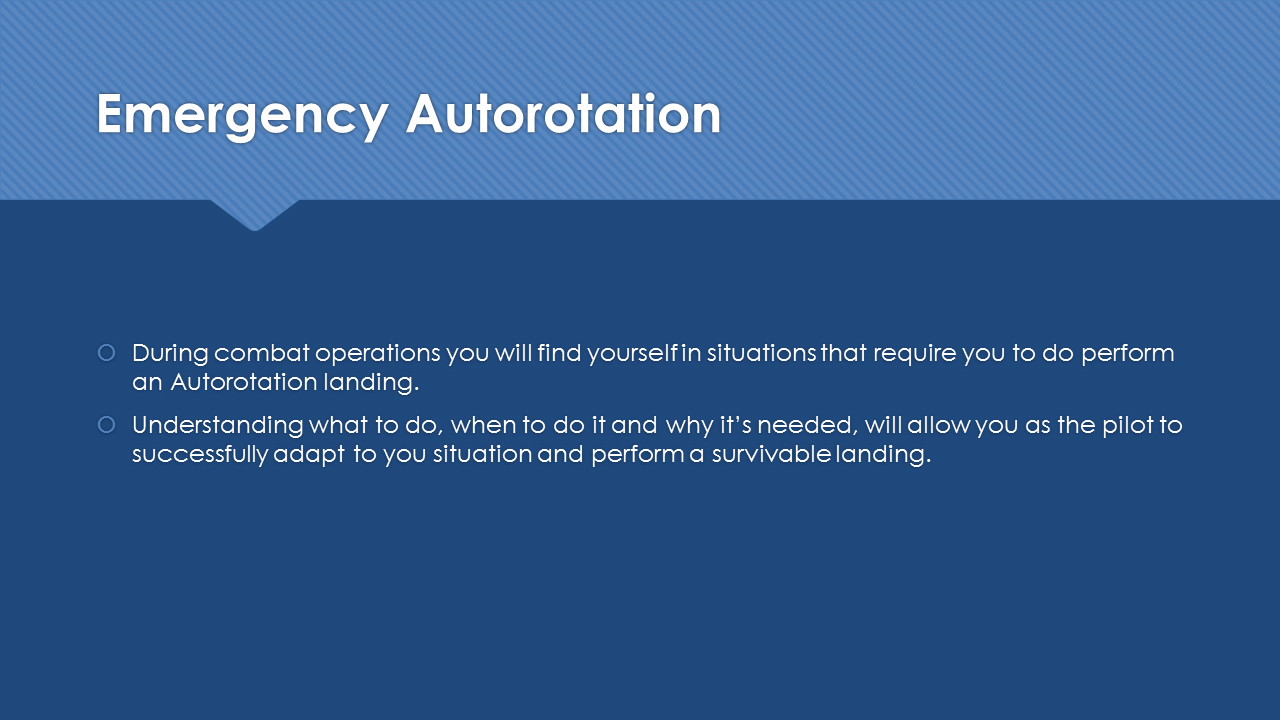 Emergency Autorotation
During combat operations you will find yourself in situations that require you to do perform
an Autorotation landing.
Understanding what to do, when to do it and why it’s needed, will allow you as the pilot to
successfully adapt to you situation and perform a survivable landing.